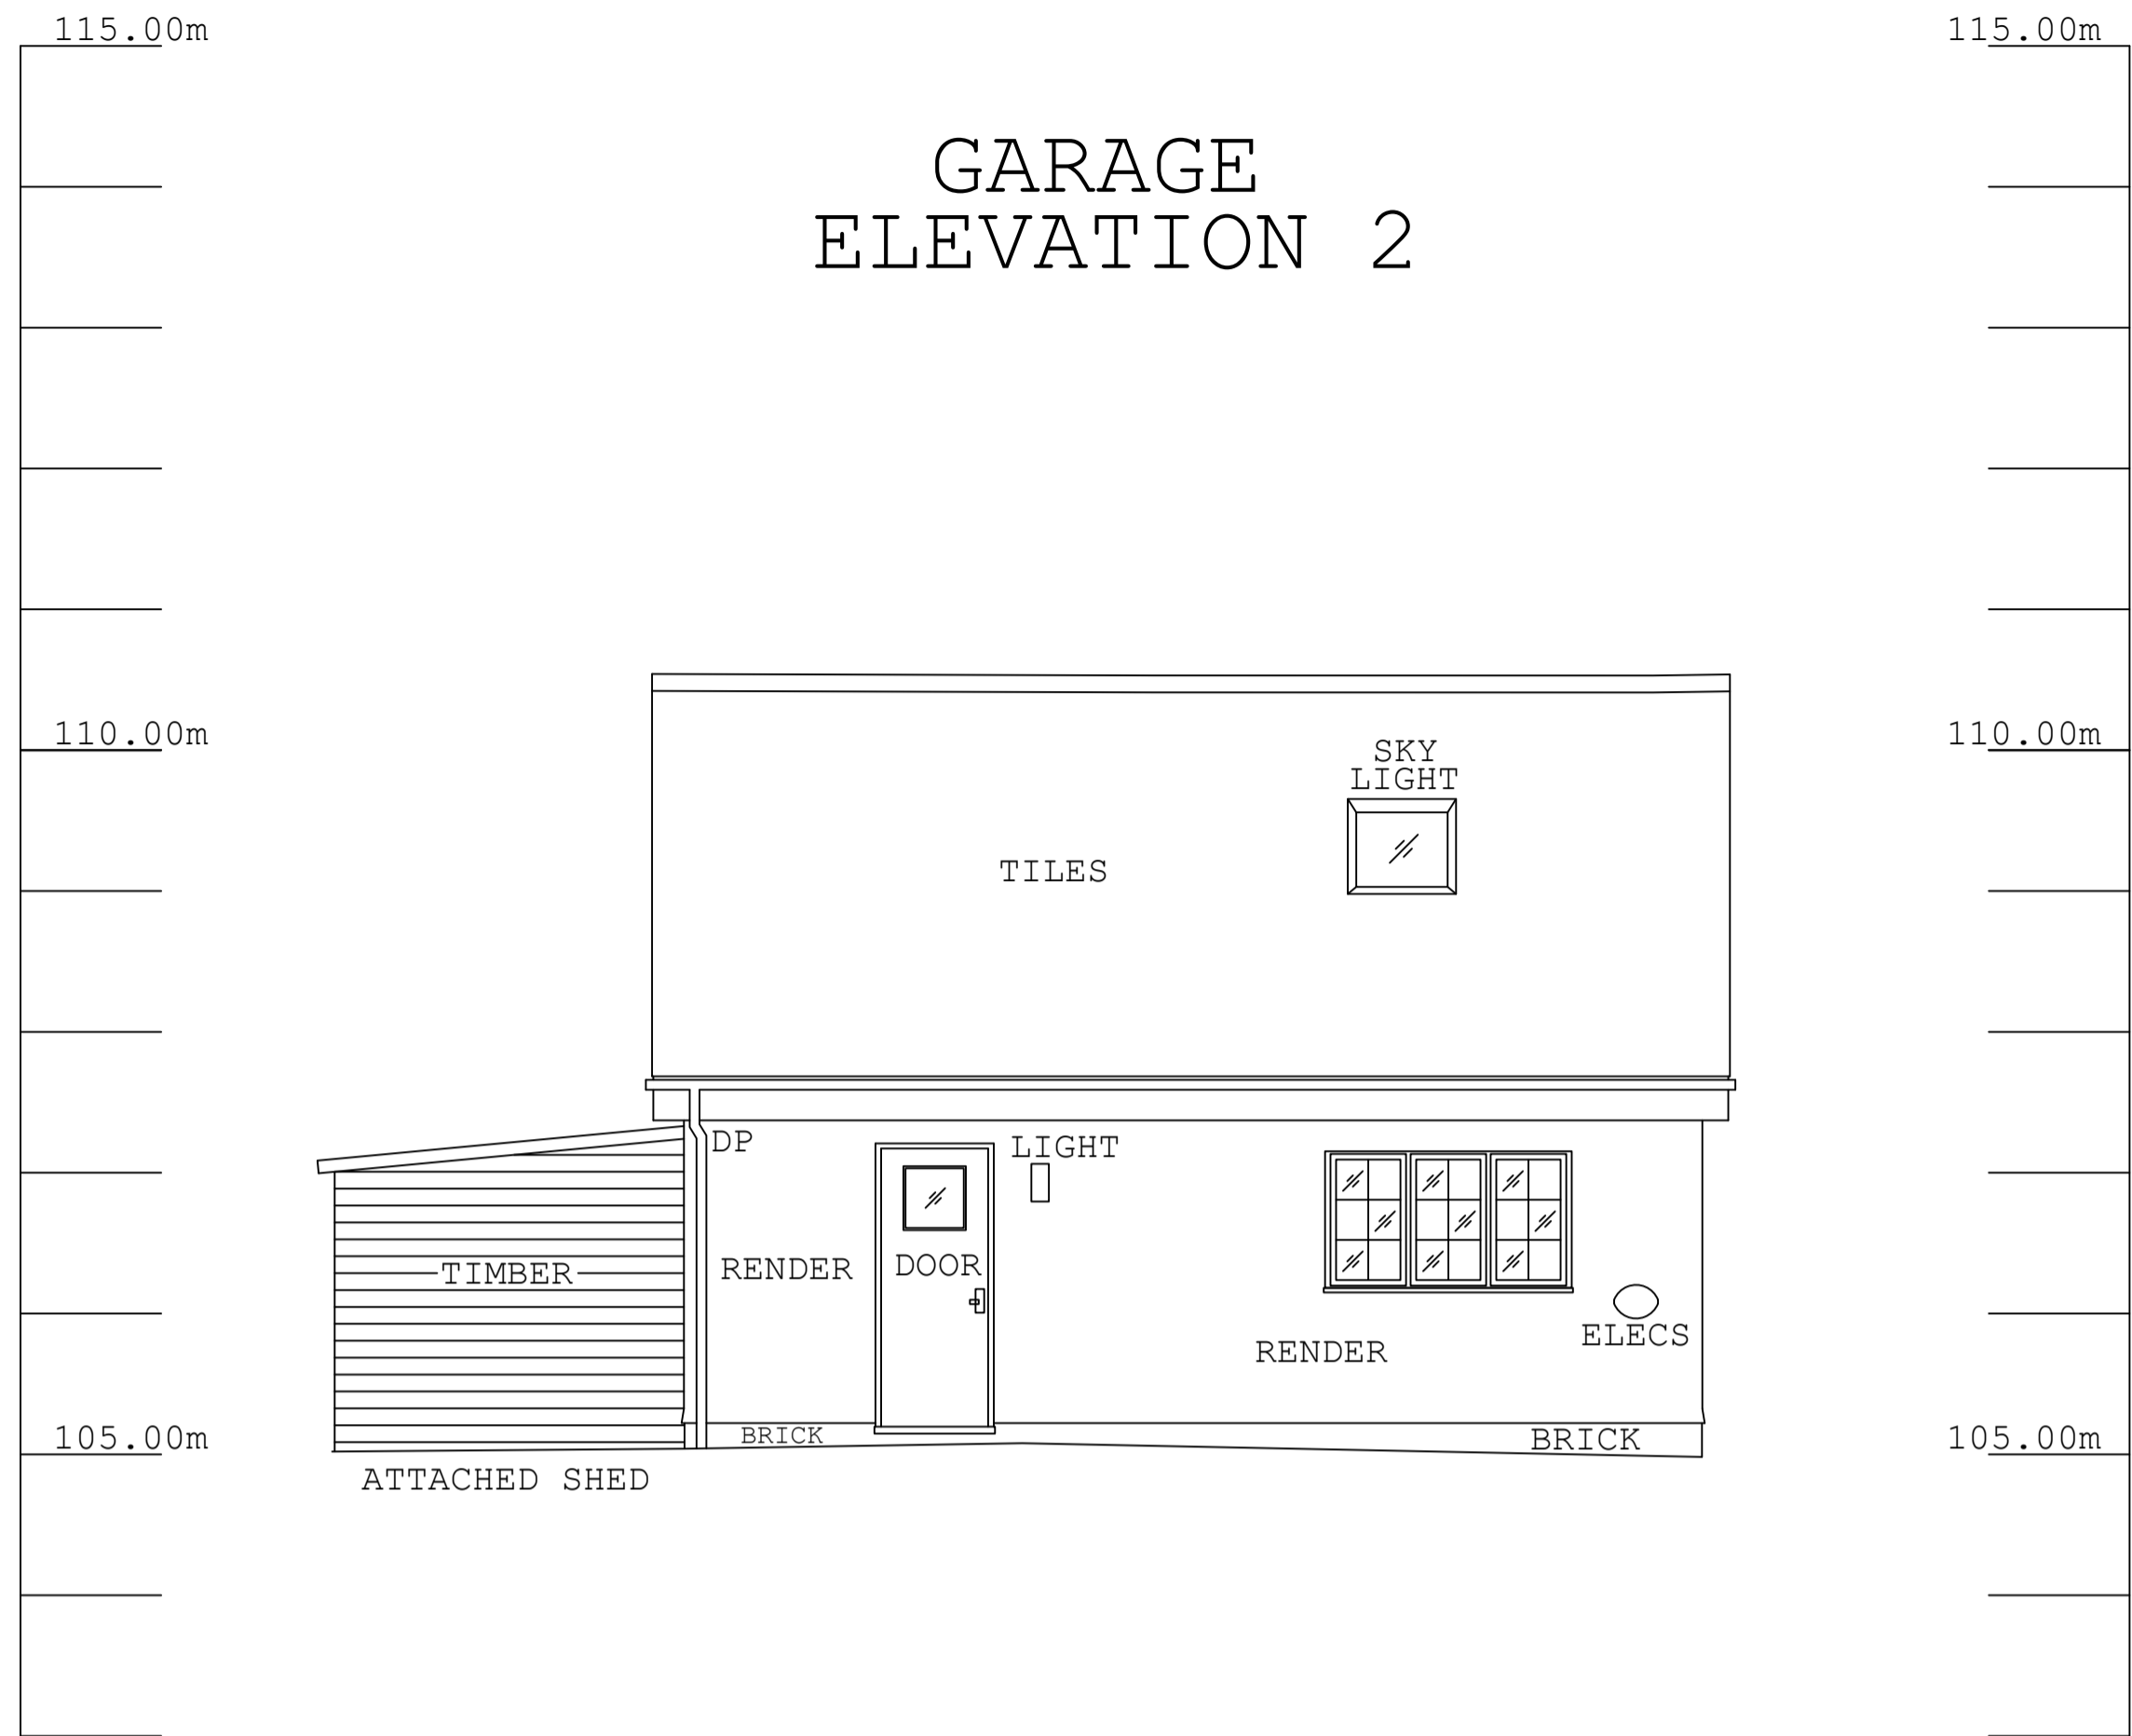 115.00m
115.00m
GARAGE
ELEVATION 2
110.00m
110.00m
SKY
LIGHT
TILES
DP
LIGHT
TIMBER
RENDER
DOOR
ELECS
RENDER
105.00m
BRICK
BRICK
105.00m
ATTACHED SHED